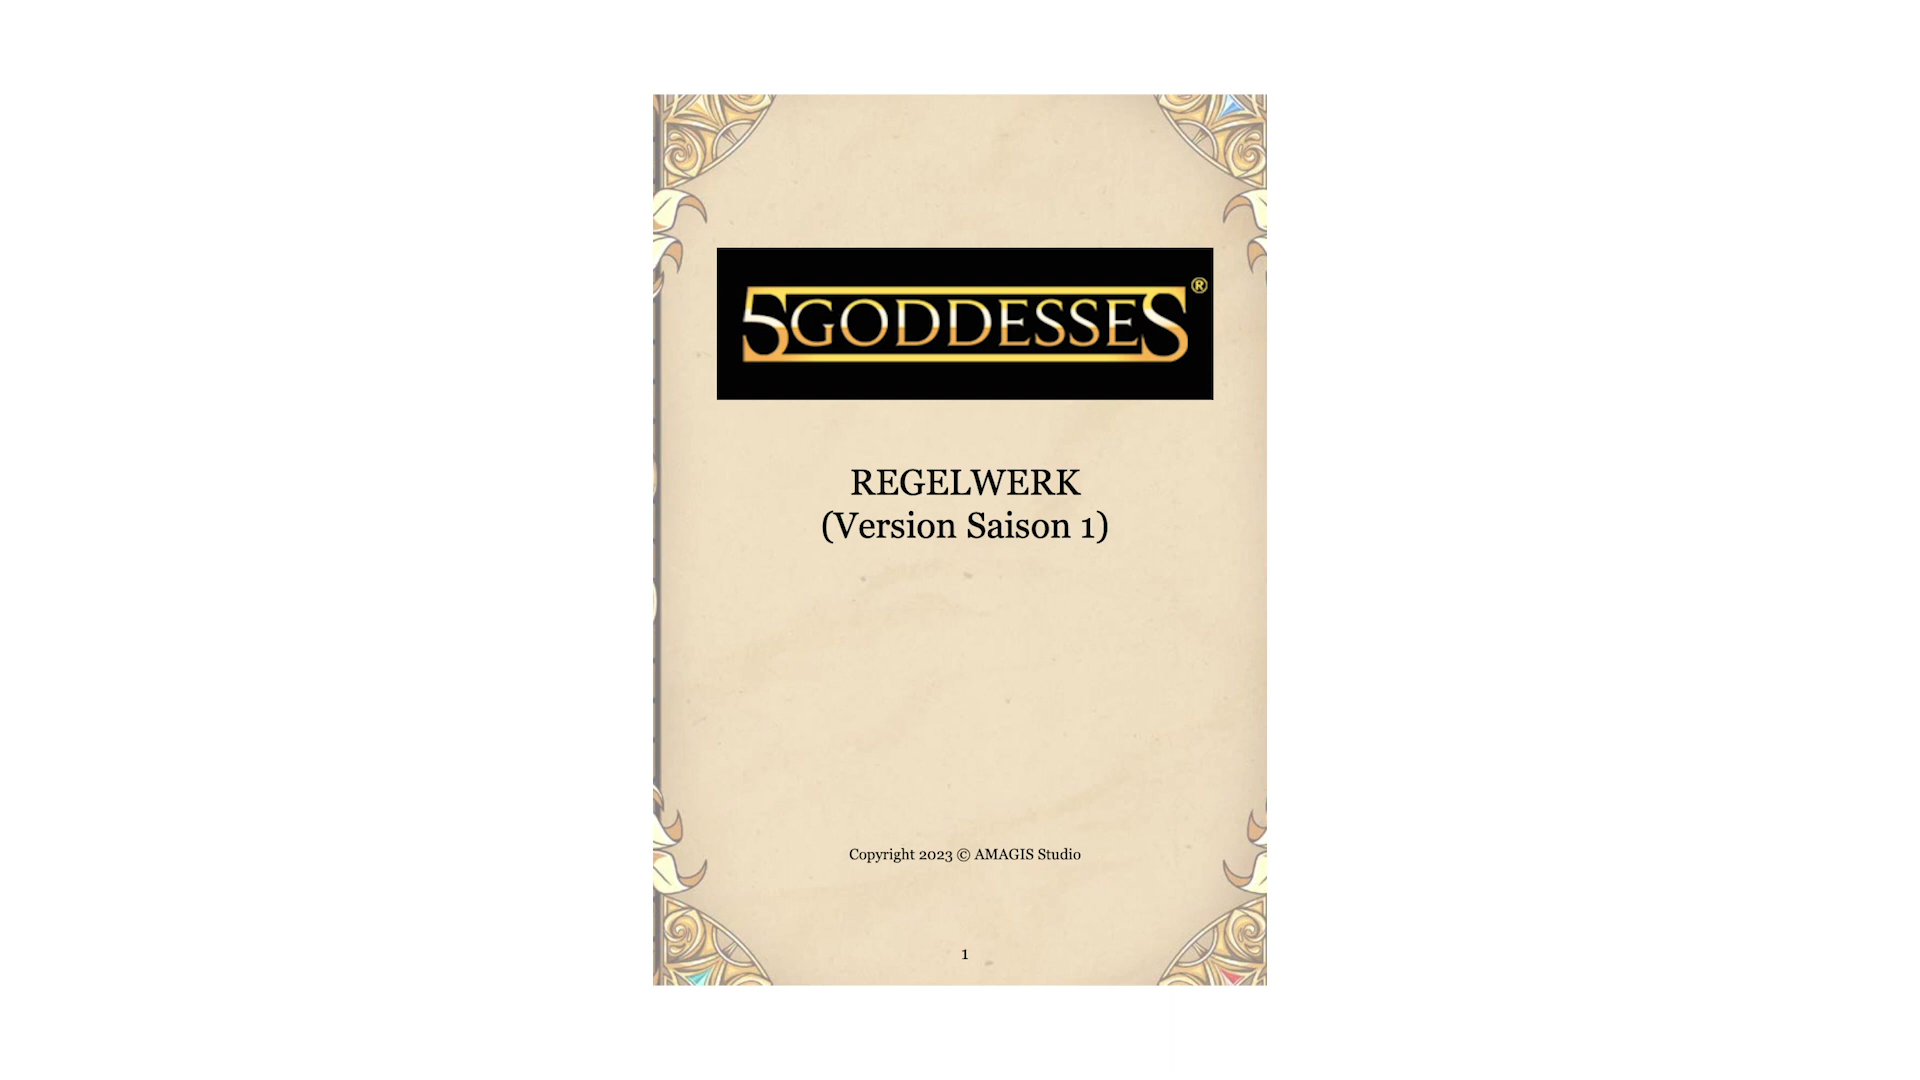 5GODDESSES®
REGELWERK
(Version Saison 1)
Copyright 2023 © AMAGIS Studio
1